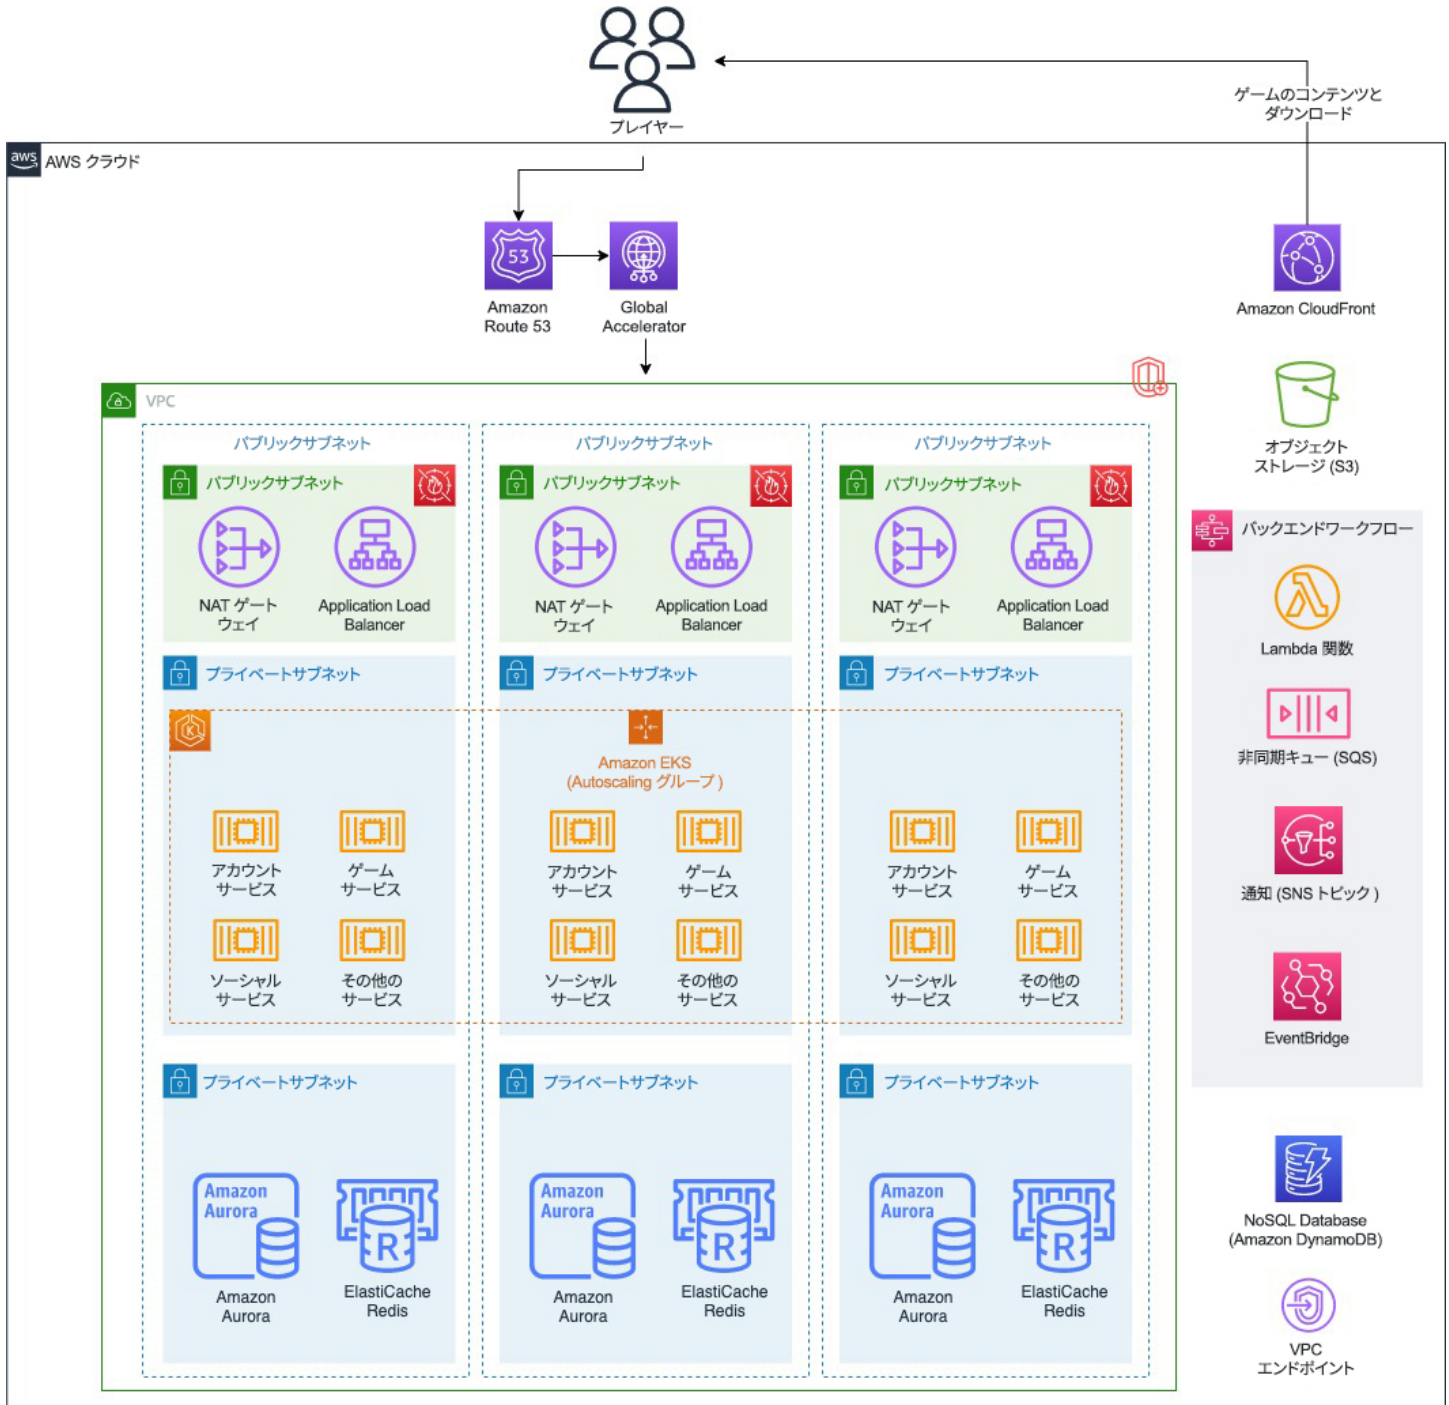 プレイヤー
ゲームのコンテンツと
ダウンロード
aws
AWS クラウド
53
Amazon
Route 53
Global
Accelerator
Amazon CloudFront
VPC
オブジェクト
ストレージ (S3)
パブリックサブネット
パブリックサブネット
NAT ゲート
ウェイ
Application Load
Balancer
パブリックサブネット
パブリックサブネット
NAT ゲート
ウェイ
Application Load
Balancer
パブリックサブネット
パブリックサブネット
NAT ゲート
ウェイ
Application Load
Balancer
プライベートサブネット
プライベートサブネット
プライベートサブネット
K
Amazon EKS
(Autoscaling グループ )
アカウント
サービス
ゲーム
サービス
アカウント
サービス
ゲーム
サービス
アカウント
サービス
ゲーム
サービス
ソーシャル
サービス
その他の
サービス
ソーシャル
サービス
その他の
サービス
ソーシャル
サービス
その他の
サービス
プライベートサブネット
Amazon
Aurora
R
Amazon
Aurora
ElastiCache
Redis
プライベートサブネット
Amazon
Aurora
R
Amazon
Aurora
ElastiCache
Redis
プライベートサブネット
Amazon
Aurora
R
Amazon
Aurora
ElastiCache
Redis
バックエンドワークフロー
Lambda 関数
非同期キュー (SQS)
通知 (SNS トピック )
EventBridge
NoSQL Database
(Amazon DynamoDB)
VPC
エンドポイント